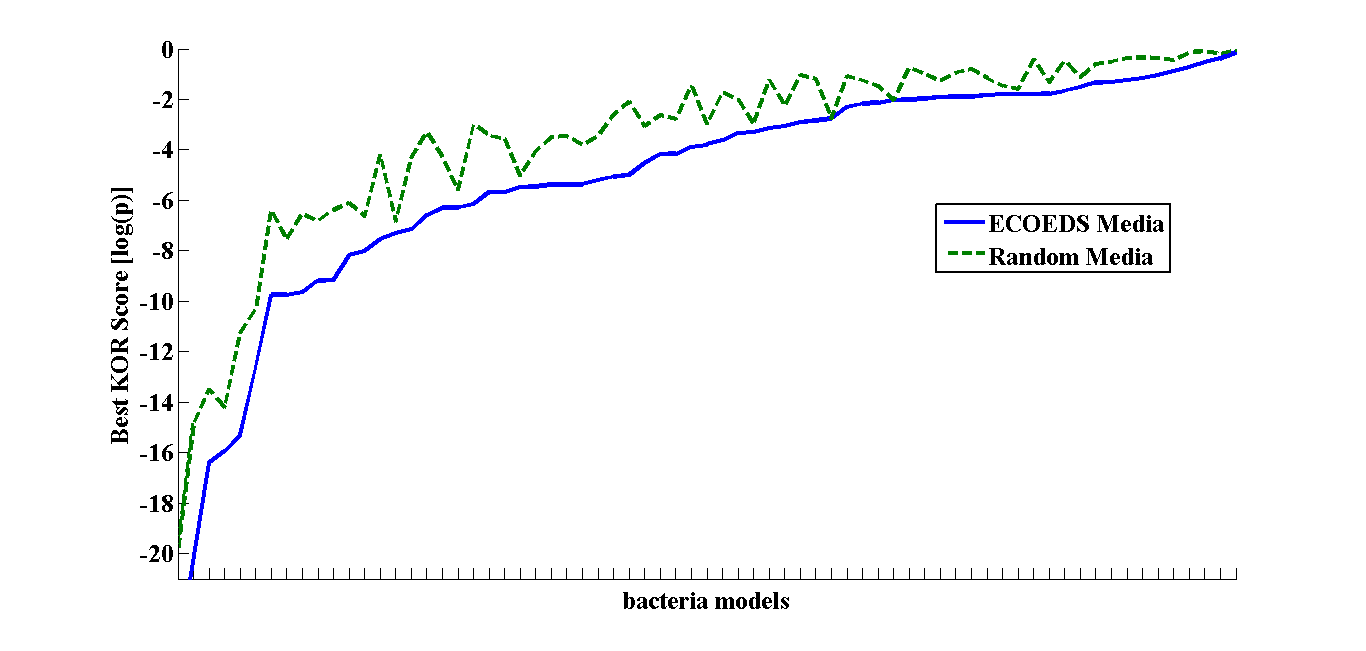 0
-2
-4
-6
-8
-10
-12
-14
-16
-18
-20
Best KOR Score [log(p)]
ECOEDS Media
Random Media
bacteria models